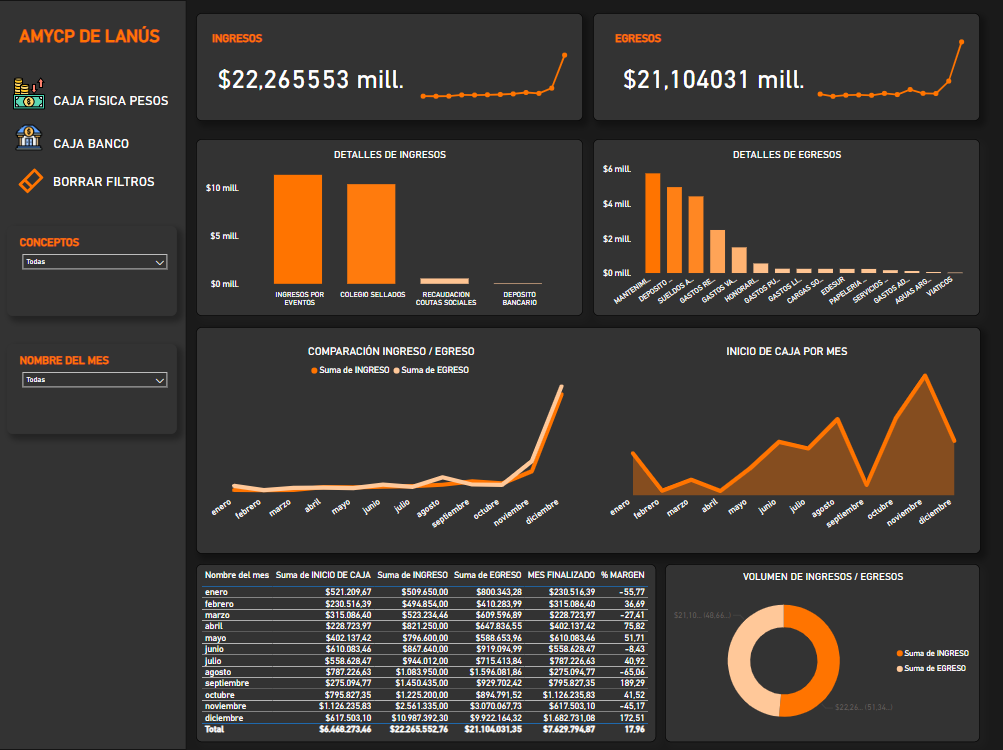 AMYCP DE LANÚS
CAJA FISICA PESOS
CAJA BANCO
BORRAR FILTROS
CONCEPTOS
Todas
NOMBRE DEL MES
Todas
INGRESOS
$22,265553 mill.
EGRESOS
$21,104031 mill.
DETALLES DE INGRESOS
$10 mill.
$5 mill.
$0 mill.
INGRESOS POR EVENTOS
COLEGIO SELLADOS
RECAUDACION COUTAS SOCIALES
DEPOSITO BANCARIO
DETALLES DE EGRESOS
$6 mill.
$4 mill.
$2 mill.
$0 mill.
MANTENIMI...
DEPOSITO ...
SUELDOS A...
GASTOS RE...
GASTOS VA...
HONORARI...
GASTOS PU...
GASTOS LI...
CARGAS SO...
EDESUR
PAPELERIA ...
SERVICIOS ...
GASTOS AD...
AGUAS ARG...
VIATICOS
COMPARACIÓN INGRESO / EGRESO
Suma de INGRESO Suma de EGRESO
enero febrero marzo abril mayo junio julio agosto septiembre octubre noviembre diciembre
INICIO DE CAJA POR MES
enero febrero marzo abril mayo junio julio agosto septiembre octubre noviembre diciembre
Nombre del mes Suma de INICIO DE CAJA Suma de INGRESO Suma de EGRESO MES FINALIZADO % MARGEN
enero $521.209,67 $509.650,00 $800.343,28 $230.516,39 -55,77
febrero $230.516,39 $494.854,00 $410.283,99 $315.086,40 36,69
marzo $315.086,40 $523.234,46 $609.596,89 $228.723,97 -27,41
abril $228.723,97 $821.250,00 $647.836,55 $402.137,42 75,82
mayo $402.137,42 $796.600,00 $588.653,96 $610.083,46 51,71
junio $610.083,46 $867.640,00 $919.094,99 $558.628,47 -8,43
julio $558.628,47 $944.012,00 $715.413,84 $787.226,63 40,92
agosto $787.226,63 $1.083.950,00 $1.596.081,86 $275.094,77 -65,06
septiembre $275.094,77 $1.450.435,00 $929.702,42 $795.827,35 189,29
octubre $795.827,35 $1.225.200,00 $894.791,52 $1.126.235,83 41,52
noviembre $1.126.235,83 $2.561.335,00 $3.070.067,73 $617.503,10 -45,17
diciembre $617.503,10 $10.987.392,30 $9.922.164,32 $1.682.731,08 172,51
Total $6.468.273,46 $22.265.552,76 $21.104.031,35 $7.629.794,87 17,96
VOLUMEN DE INGRESOS / EGRESOS
$21,10... (48,66...)
Suma de INGRESO
Suma de EGRESO
$22,26... (51,34...)